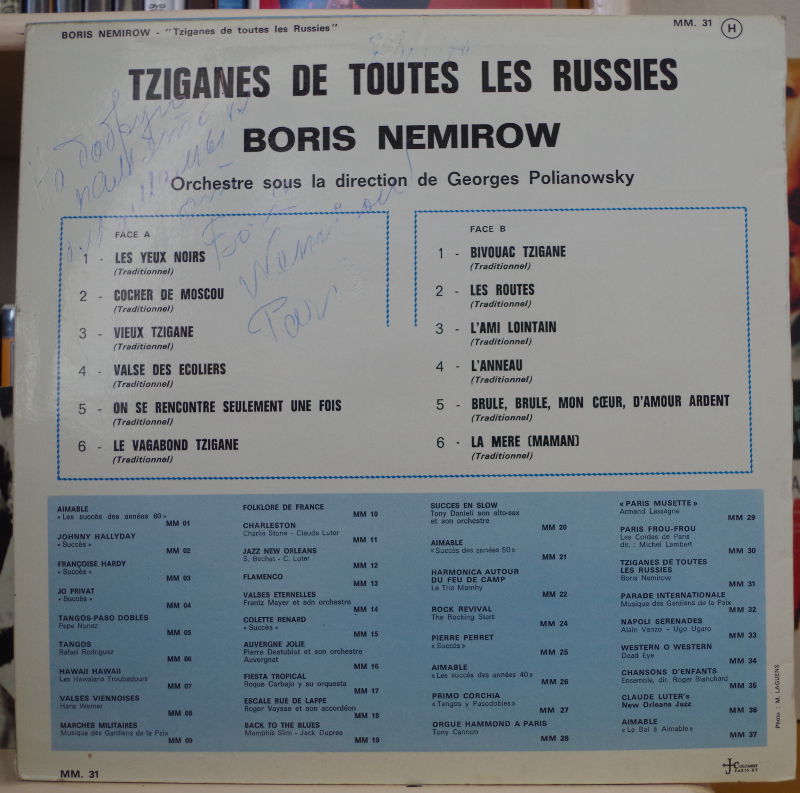 BORIS NEMIROW - "Tziganes de toutes les Russies"
MM. 31 H
TZIGANES DE TOUTES LES RUSSIES
BORIS NEMIROW
Orchestre sous la direction de Georges Polianowsky
FACE A
1 - LES YEUX NOIRS
(Traditionnel)
2 - COCHER DE MOSCOU
(Traditionnel)
3 - VIEUX TZIGANE
(Traditionnel)
4 - VALSE DES ECOLIERS
(Traditionnel)
5 - ON SE RENCONTRE SEULEMENT UNE FOIS
(Traditionnel)
6 - LE VAGABOND TZIGANE
(Traditionnel)
FACE B
1 - BIVOUAC TZIGANE
(Traditionnel)
2 - LES ROUTES
(Traditionnel)
3 - L'AMI LOINTAIN
(Traditionnel)
4 - L'ANNEAU
(Traditionnel)
5 - BRULE, BRULE, MON CŒUR, D'AMOUR ARDENT
(Traditionnel)
6 - LA MERE (MAMAN)
(Traditionnel)
AIMABLE
« Les succès des années 60 »
MM 01
JOHNNY HALLYDAY
« Succès »
MM 02
FRANÇOISE HARDY
« Succès »
MM 03
JO PRIVAT
« Succès »
MM 04
TANGOS-PASO DOBLES
Pepe Nunez
MM 05
TANGOS
Rafael Rodriguez
MM 06
HAWAII HAWAII
Les Hawaïans Troubadours
MM 07
VALSES VIENNOISES
Hans Werner
MM 08
MARCHES MILITAIRES
Musique des Gardiens de la Paix
MM 09
FOLKLORE DE FRANCE
MM 10
CHARLESTON
Charlie Stone - Claude Luter
MM 11
JAZZ NEW ORLEANS
S. Bechet - C. Luter
MM 12
FLAMENCO
MM 13
VALSES ETERNELLES
Frantz Mayer et son orchestre
MM 14
COLETTE RENARD
« Succès »
MM 15
AUVERGNE JOLIE
Pierre Destublat et son orchestre
Auvergnat
MM 16
FIESTA TROPICAL
Roque Carbajo y su orquesta
MM 17
ESCALE RUE DE LAPPE
Roger Vaysse et son accordéon
MM 18
BACK TO THE BLUES
Memphis Slim - Jack Dupree
MM 19
SUCCES EN SLOW
Tony Danieli son alto-sax
et son orchestre
MM 20
AIMABLE
« Succès des années 50 »
MM 21
HARMONICA AUTOUR
DU FEU DE CAMP
Le Trio Marnhy
MM 22
ROCK REVIVAL
The Rocking Stars
MM 24
PIERRE PERRET
« Succès »
MM 25
AIMABLE
« Les succès des années 40 »
MM 26
PRIMO CORCHIA
« Tangos y Pasodobles »
MM 27
ORGUE HAMMOND A PARIS
Tony Cannon
MM 28
« PARIS MUSETTE »
Armand Lassagne
MM 29
PARIS FROU-FROU
Les Cordes de Paris
dir. : Michel Lambert
MM 30
TZIGANES DE TOUTES
LES RUSSIES
Boris Nemirow
MM 31
PARADE INTERNATIONALE
Musique des Gardiens de la Paix
MM 32
NAPOLI SERENADES
Alain Vanzo - Ugo Ugaro
MM 33
WESTERN O WESTERN
Dead Eye
MM 34
CHANSONS D'ENFANTS
Ensemble, dir. Roger Blanchard
MM 35
CLAUDE LUTER's
New Orleans Jazz
MM 36
AIMABLE
« Le Bal à Aimable »
MM 37
Photo : M. LAGUENS
MM. 31